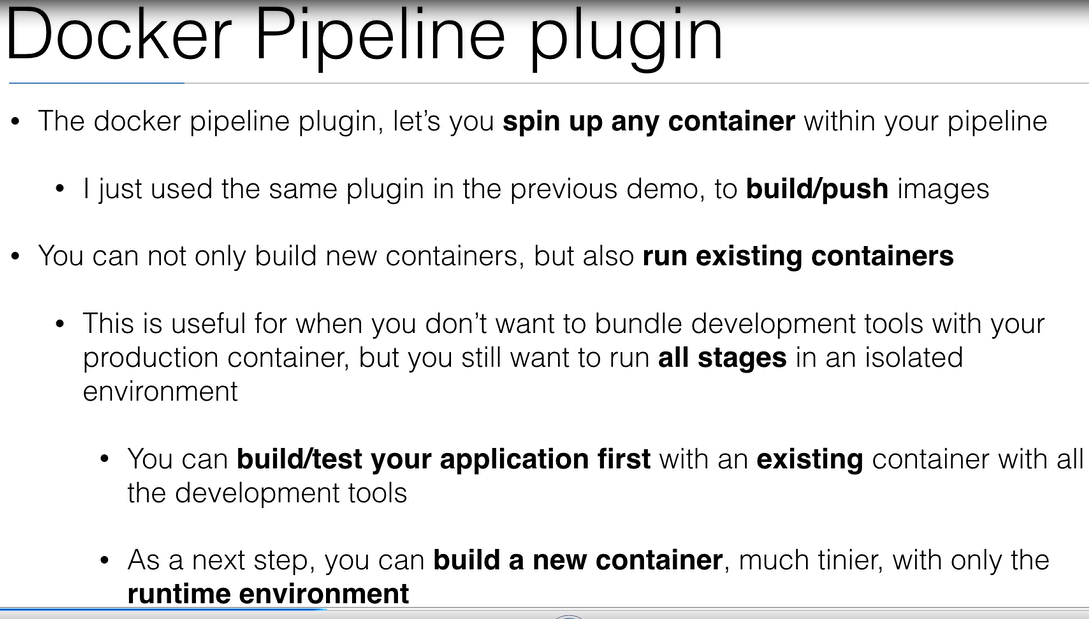 Docker Pipeline plugin
• The docker pipeline plugin, let's you spin up any container within your pipeline
• I just used the same plugin in the previous demo, to build/push images
• You can not only build new containers, but also run existing containers
• This is useful for when you don't want to bundle development tools with your
production container, but you still want to run all stages in an isolated
environment
• You can build/test your application first with an existing container with all
the development tools
• As a next step, you can build a new container, much tinier, with only the
runtime environment